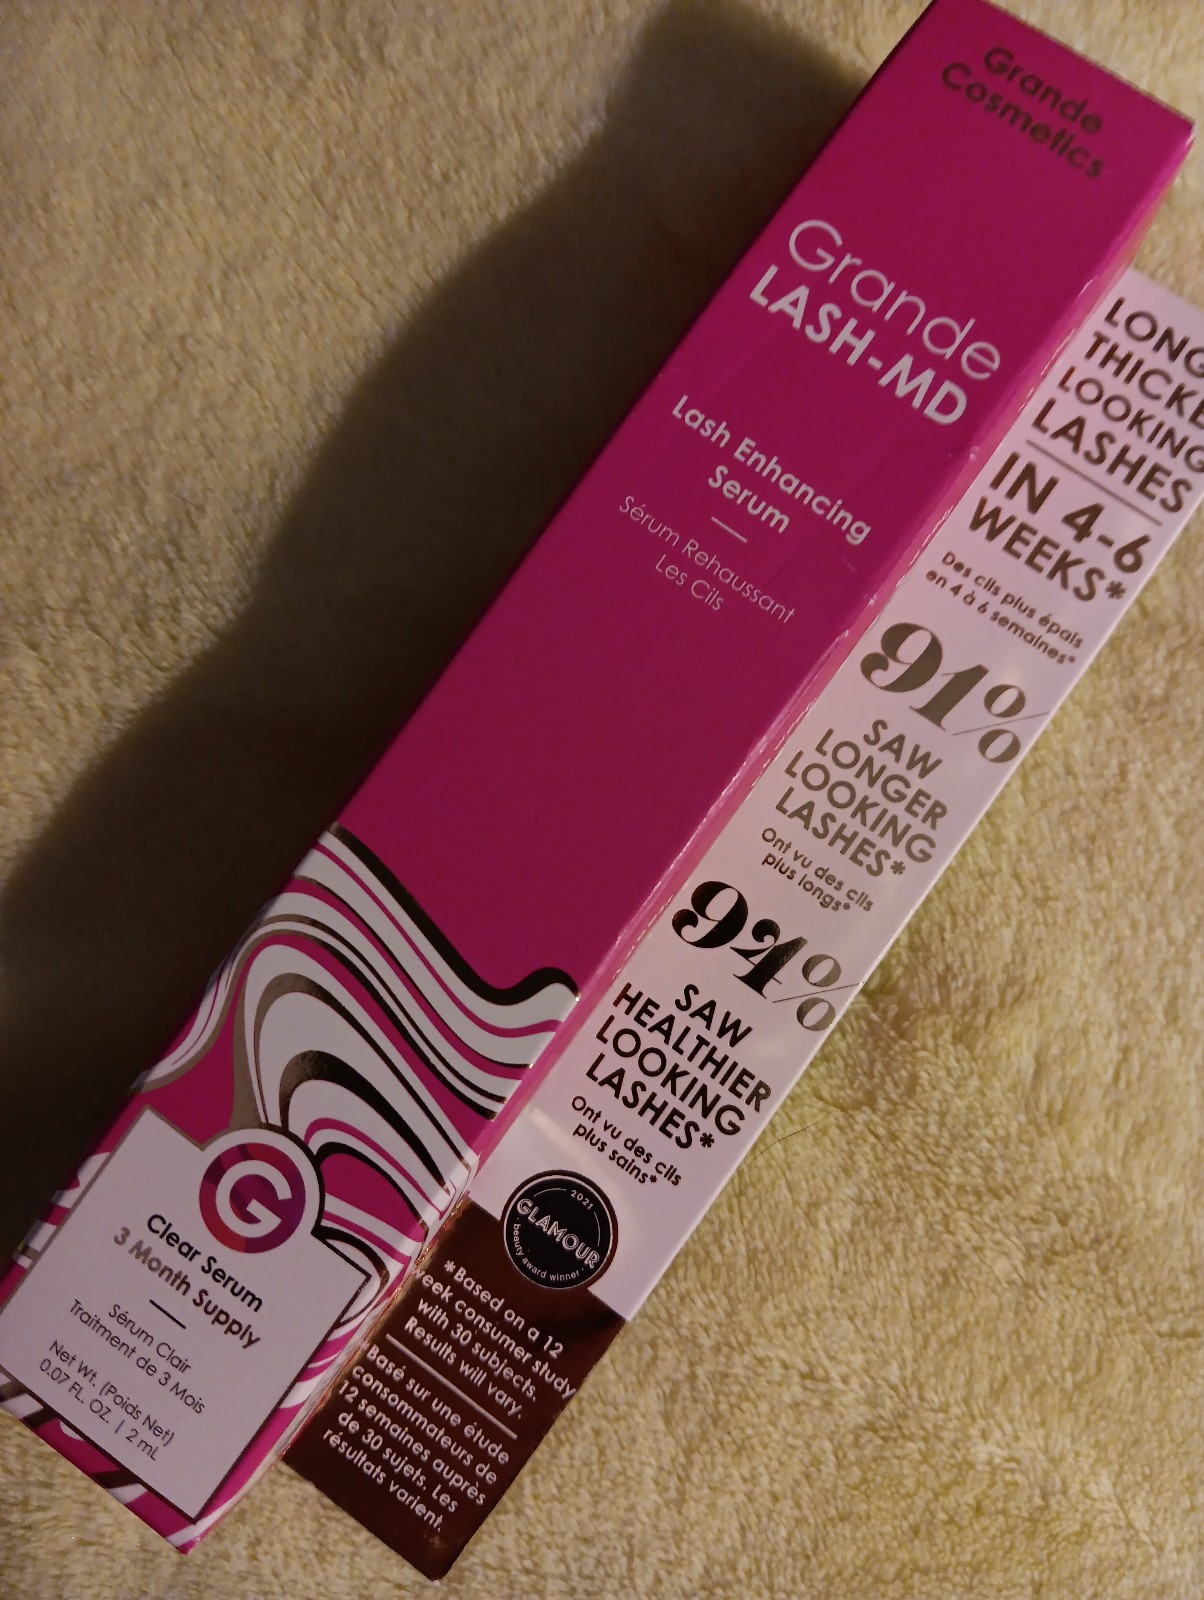 Grande
Cosmetics
Grande
LASH-MD
Lash Enhancing
Serum
Sérum Rehaussant
Les Cils
G
Clear Serum
3 Month Supply
Sérum Clair
Traitment de 3 Mois
Net Wt. (Poids Net)
0.07 FL. OZ. | 2 mL
LONG
THICK
LOOKING
LASHES
IN 4-6
WEEKS*
Des cils plus épais
en 4 à 6 semaines*
91%
SAW
LONGER
LOOKING
LASHES*
Ont vu des cils
plus longs*
94%
SAW
HEALTHIER
LOOKING
LASHES*
Ont vu des cils
plus sains*
2021
GLAMOUR
beauty award winner
*Based on a 12
week consumer study
with 30 subjects.
Results will vary.
*Basé sur une étude
consommateurs de
12 semaines auprès
de 30 sujets. Les
résultats varient.